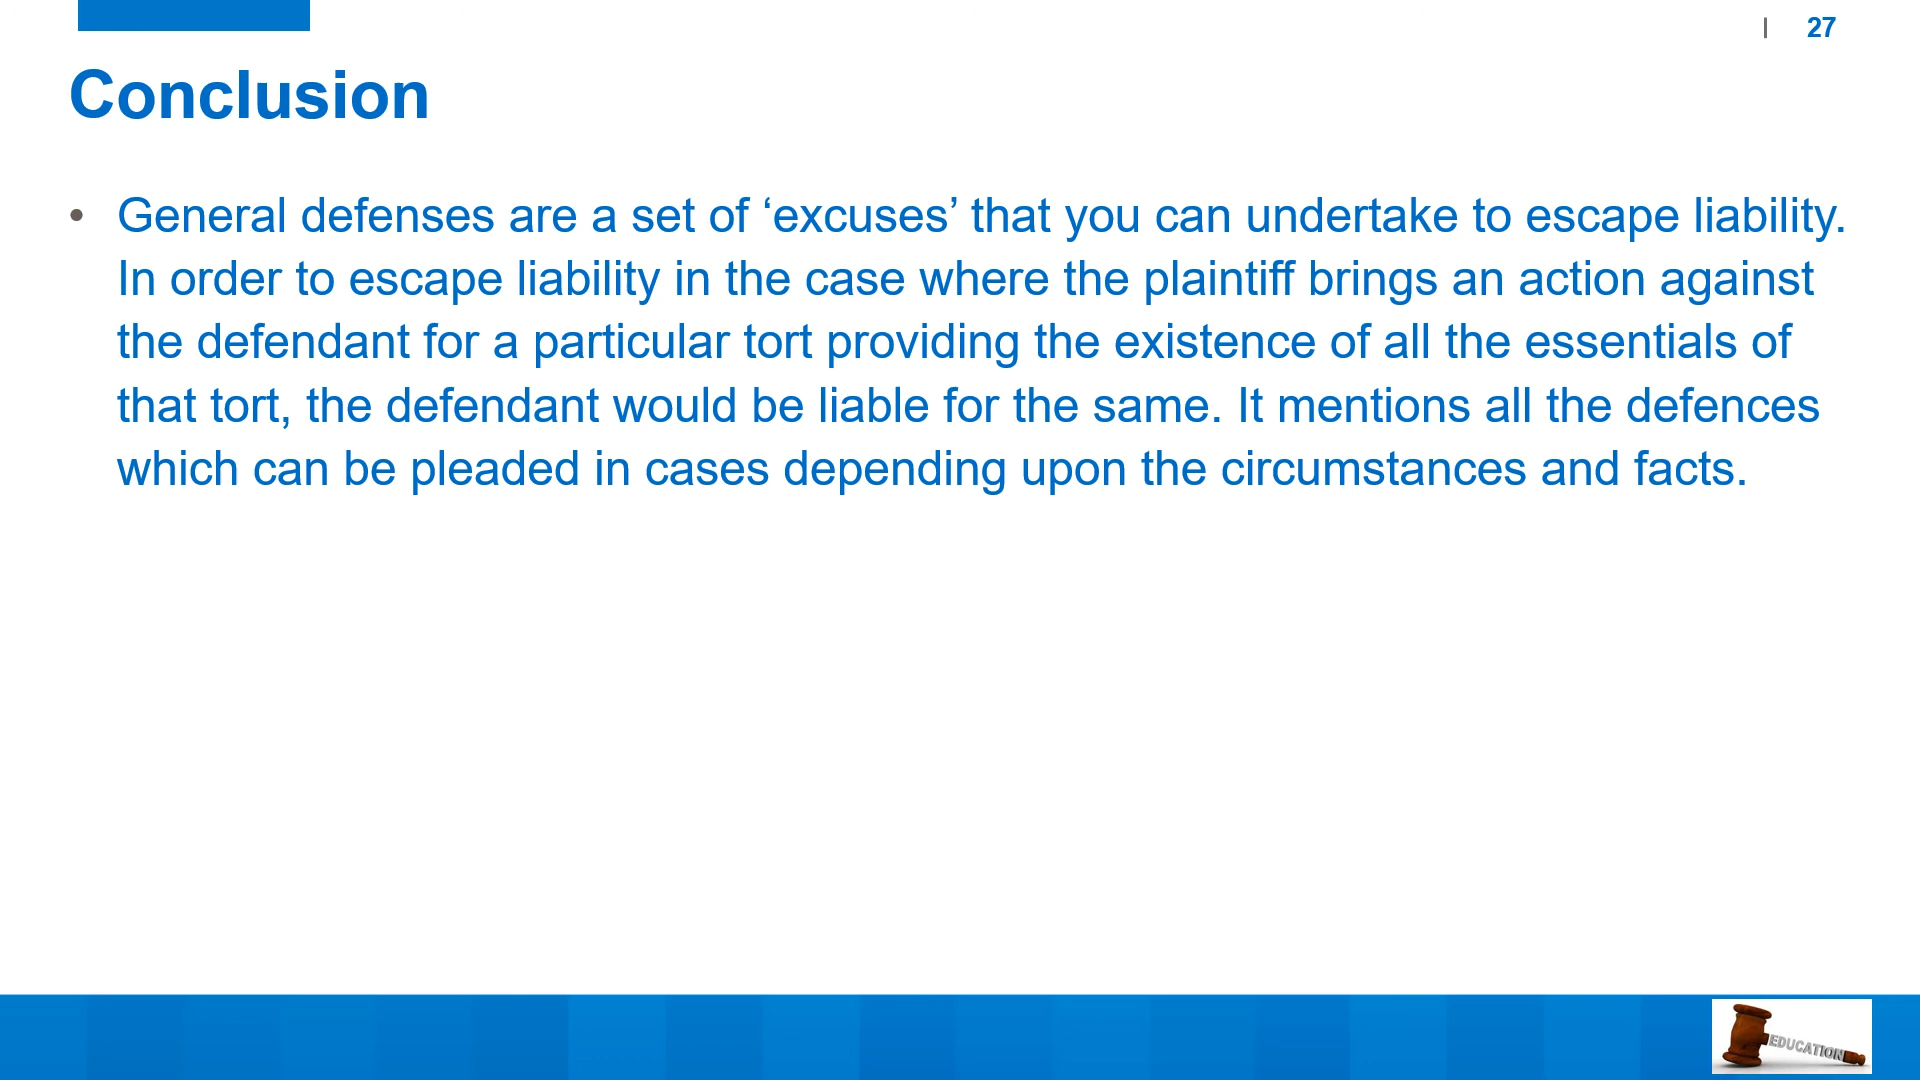 | 27
Conclusion
• General defenses are a set of ‘excuses’ that you can undertake to escape liability.
In order to escape liability in the case where the plaintiff brings an action against
the defendant for a particular tort providing the existence of all the essentials of
that tort, the defendant would be liable for the same. It mentions all the defences
which can be pleaded in cases depending upon the circumstances and facts.
EDUCATION